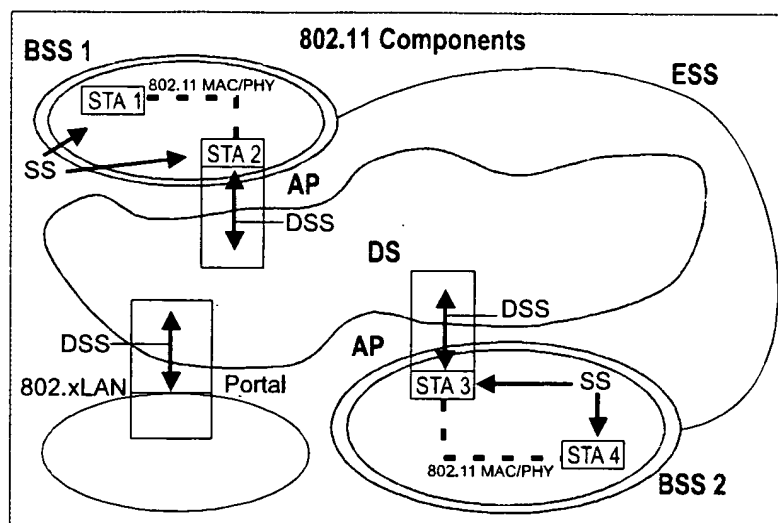 802.11 Components
BSS 1
ESS
802.11 MAC/PHY
STA 1
STA 2
SS
AP
DSS
DS
DSS
DSS
AP
802.xLAN
Portal
STA 3
SS
STA 4
802.11 MAC/PHY
BSS 2